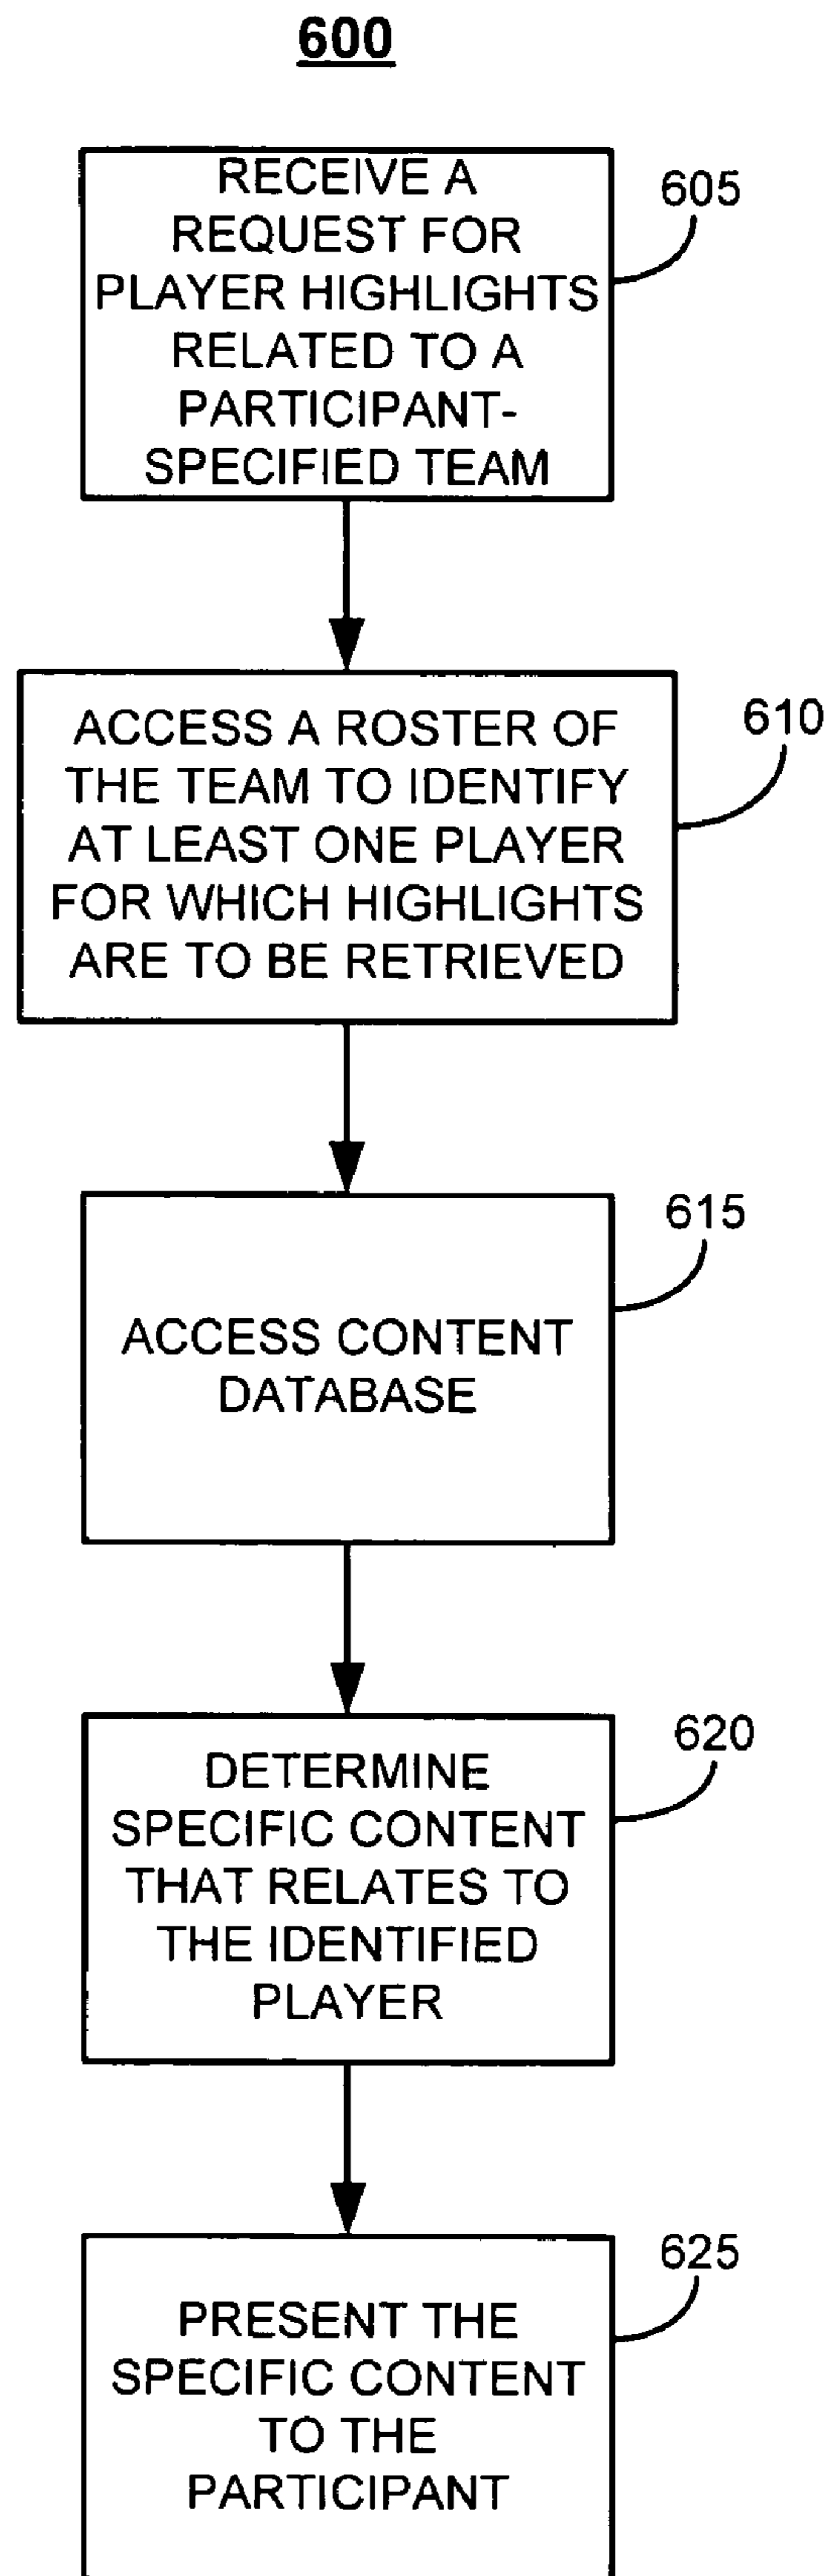 600
RECEIVE A
REQUEST FOR
PLAYER HIGHLIGHTS
RELATED TO A
PARTICIPANT-
SPECIFIED TEAM
605
ACCESS A ROSTER OF
THE TEAM TO IDENTIFY
AT LEAST ONE PLAYER
FOR WHICH HIGHLIGHTS
ARE TO BE RETRIEVED
610
ACCESS CONTENT
DATABASE
615
DETERMINE
SPECIFIC CONTENT
THAT RELATES TO
THE IDENTIFIED
PLAYER
620
PRESENT THE
SPECIFIC CONTENT
TO THE
PARTICIPANT
625